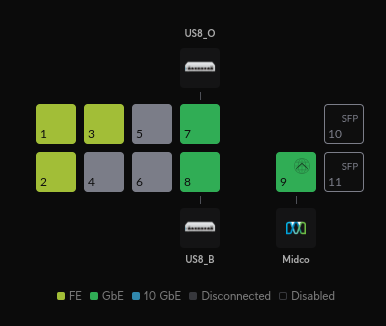 US8_O
1 3 5 7 SFP 10
2 4 6 8 9 SFP 11
US8_B Midco
FE GbE 10 GbE Disconnected Disabled